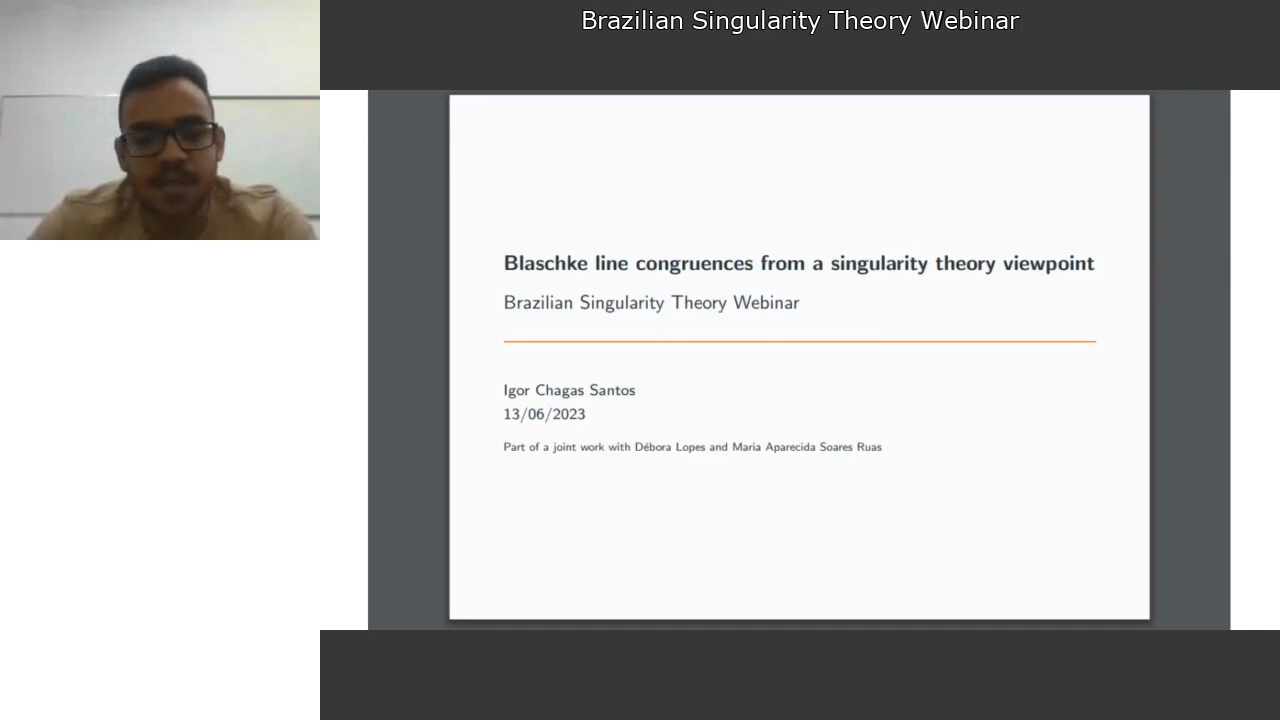 Brazilian Singularity Theory Webinar
Blaschke line congruences from a singularity theory viewpoint
Brazilian Singularity Theory Webinar
Igor Chagas Santos
13/06/2023
Part of a joint work with Débora Lopes and Maria Aparecida Soares Ruas